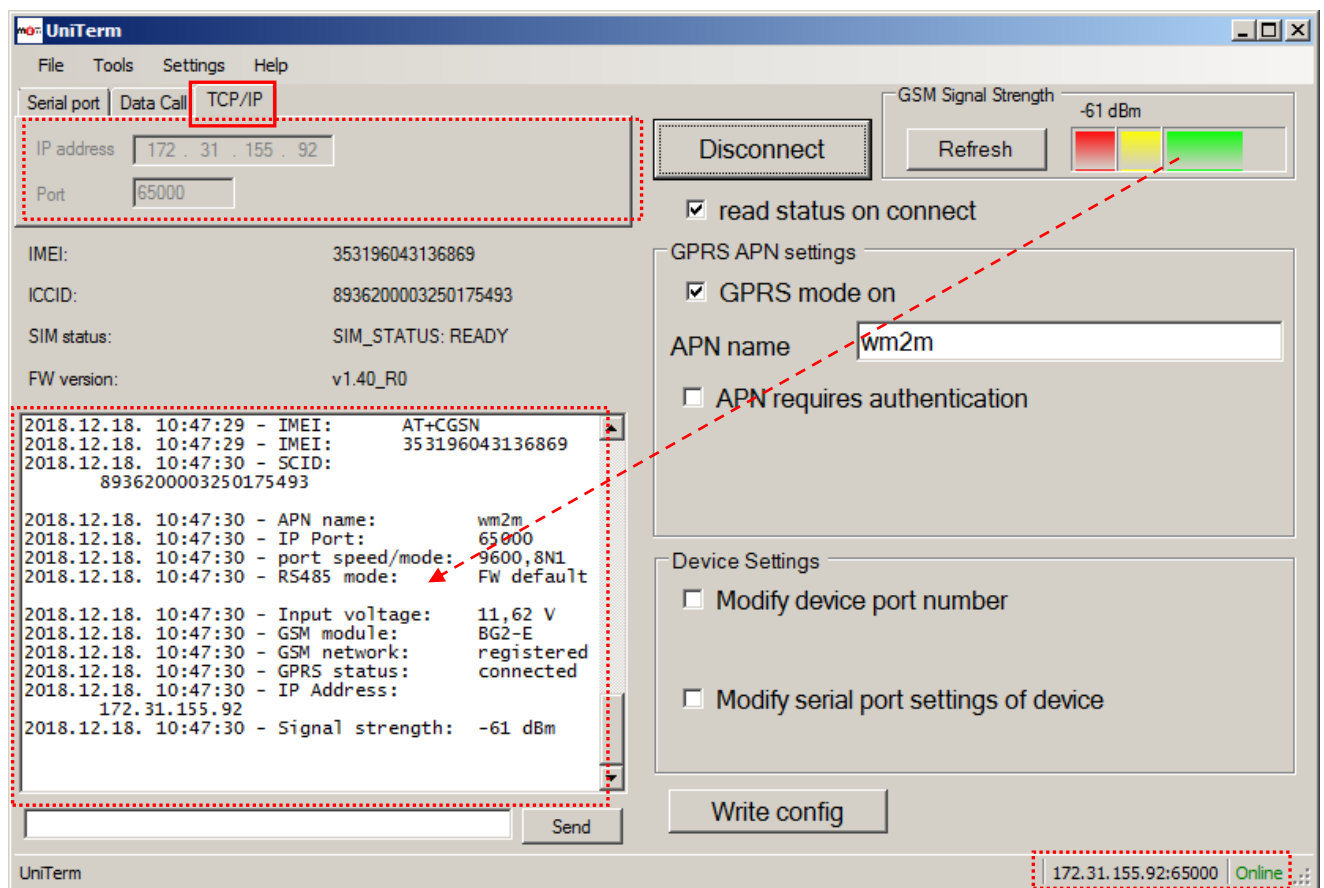 UniTerm
File Tools Settings Help
Serial port Data Call TCP/IP
IP address 172 . 31 . 155 . 92
Port 65000
Disconnect
GSM Signal Strength
-61 dBm
Refresh
read status on connect
IMEI: 353196043136869
ICCID: 8936200003250175493
SIM status: SIM_STATUS: READY
FW version: v1.40_R0
GPRS APN settings
GPRS mode on
APN name wm2m
APN requires authentication
2018.12.18. 10:47:29 - IMEI: AT+CGSN
2018.12.18. 10:47:29 - IMEI: 353196043136869
2018.12.18. 10:47:30 - SCID:
8936200003250175493
2018.12.18. 10:47:30 - APN name: wm2m
2018.12.18. 10:47:30 - IP Port: 65000
2018.12.18. 10:47:30 - port speed/mode: 9600,8N1
2018.12.18. 10:47:30 - RS485 mode: FW default
2018.12.18. 10:47:30 - Input voltage: 11,62 V
2018.12.18. 10:47:30 - GSM module: BG2-E
2018.12.18. 10:47:30 - GSM network: registered
2018.12.18. 10:47:30 - GPRS status: connected
2018.12.18. 10:47:30 - IP Address:
172.31.155.92
2018.12.18. 10:47:30 - Signal strength: -61 dBm
Send
Device Settings
Modify device port number
Modify serial port settings of device
Write config
UniTerm
172.31.155.92:65000 Online